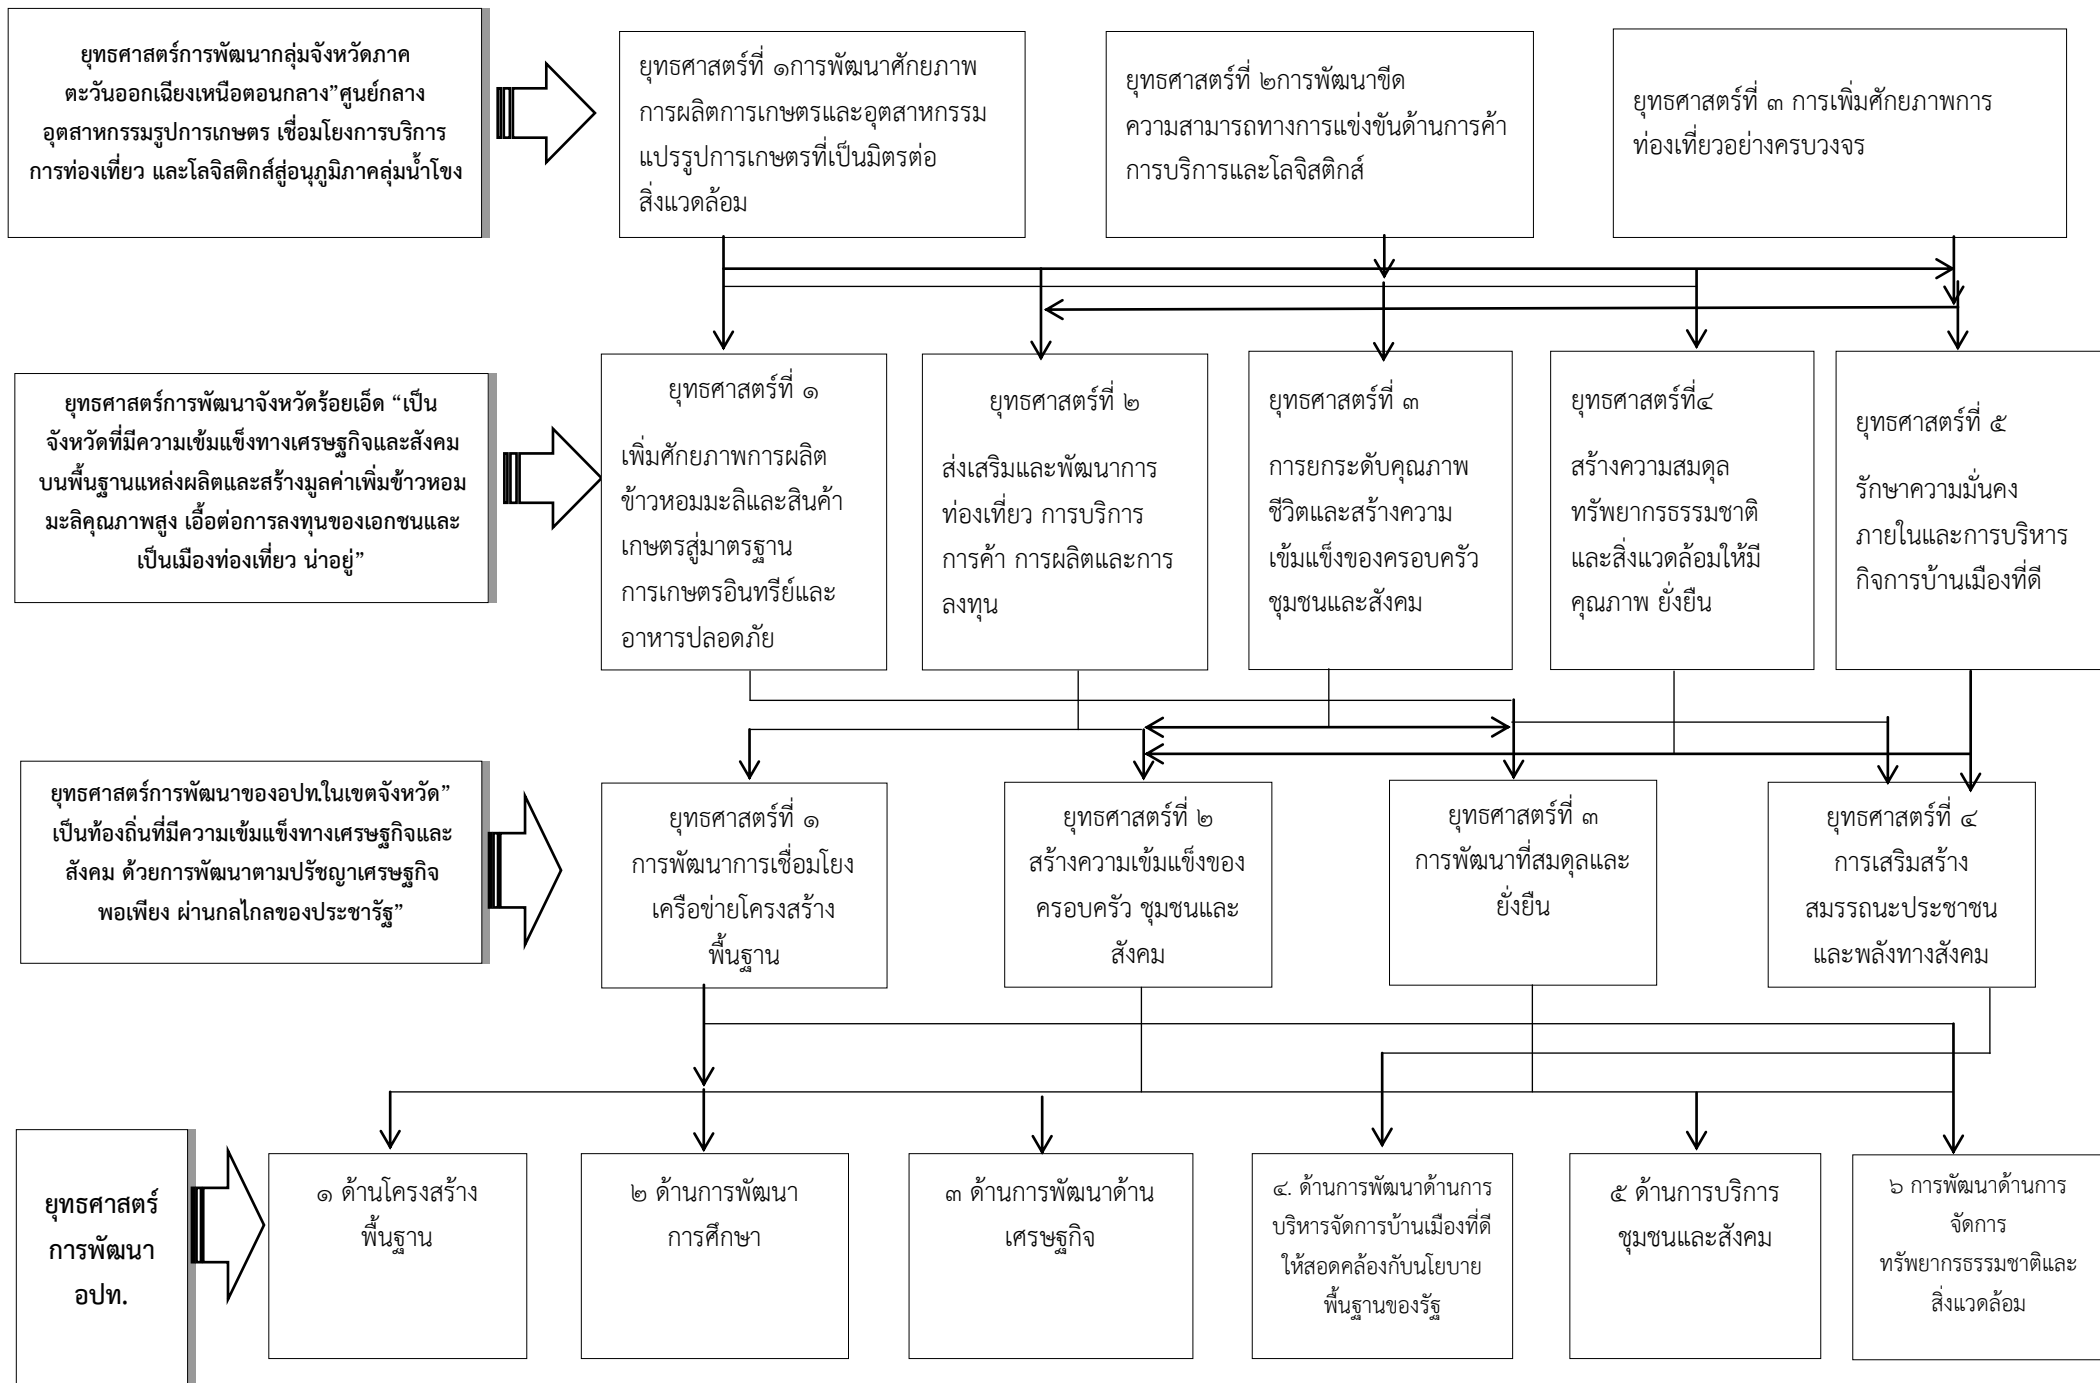 ยุทธศาสตร์การพัฒนากลุ่มจังหวัดภาค
ตะวันออกเฉียงเหนือตอนกลาง”ศูนย์กลาง
อุตสาหกรรมรูปการเกษตร เชื่อมโยงการบริการ
การท่องเที่ยว และโลจิสติกส์สู่อนุภูมิภาคลุ่มน้ำโขง
ยุทธศาสตร์ที่ ๑การพัฒนาศักยภาพ
การผลิตการเกษตรและอุตสาหกรรม
แปรรูปการเกษตรที่เป็นมิตรต่อ
สิ่งแวดล้อม
ยุทธศาสตร์ที่ ๒การพัฒนาขีด
ความสามารถทางการแข่งขันด้านการค้า
การบริการและโลจิสติกส์
ยุทธศาสตร์ที่ ๓ การเพิ่มศักยภาพการ
ท่องเที่ยวอย่างครบวงจร
ยุทธศาสตร์การพัฒนาจังหวัดร้อยเอ็ด “เป็น
จังหวัดที่มีความเข้มแข็งทางเศรษฐกิจและสังคม
บนพื้นฐานแหล่งผลิตและสร้างมูลค่าเพิ่มข้าวหอม
มะลิคุณภาพสูง เอื้อต่อการลงทุนของเอกชนและ
เป็นเมืองท่องเที่ยว น่าอยู่”
ยุทธศาสตร์ที่ ๑
เพิ่มศักยภาพการผลิต
ข้าวหอมมะลิและสินค้า
เกษตรสู่มาตรฐาน
การเกษตรอินทรีย์และ
อาหารปลอดภัย
ยุทธศาสตร์ที่ ๒
ส่งเสริมและพัฒนาการ
ท่องเที่ยว การบริการ
การค้า การผลิตและการ
ลงทุน
ยุทธศาสตร์ที่ ๓
การยกระดับคุณภาพ
ชีวิตและสร้างความ
เข้มแข็งของครอบครัว
ชุมชนและสังคม
ยุทธศาสตร์ที่๔
สร้างความสมดุล
ทรัพยากรธรรมชาติ
และสิ่งแวดล้อมให้มี
คุณภาพ ยั่งยืน
ยุทธศาสตร์ที่ ๕
รักษาความมั่นคง
ภายในและการบริหาร
กิจการบ้านเมืองที่ดี
ยุทธศาสตร์การพัฒนาของอปท.ในเขตจังหวัด”
เป็นท้องถิ่นที่มีความเข้มแข็งทางเศรษฐกิจและ
สังคม ด้วยการพัฒนาตามปรัชญาเศรษฐกิจ
พอเพียง ผ่านกลไกลของประชารัฐ”
ยุทธศาสตร์ที่ ๑
การพัฒนาการเชื่อมโยง
เครือข่ายโครงสร้าง
พื้นฐาน
ยุทธศาสตร์ที่ ๒
สร้างความเข้มแข็งของ
ครอบครัว ชุมชนและ
สังคม
ยุทธศาสตร์ที่ ๓
การพัฒนาที่สมดุลและ
ยั่งยืน
ยุทธศาสตร์ที่ ๔
การเสริมสร้าง
สมรรถนะประชาชน
และพลังทางสังคม
ยุทธศาสตร์
การพัฒนา
อปท.
๑ ด้านโครงสร้าง
พื้นฐาน
๒ ด้านการพัฒนา
การศึกษา
๓ ด้านการพัฒนาด้าน
เศรษฐกิจ
๔. ด้านการพัฒนาด้านการ
บริหารจัดการบ้านเมืองที่ดี
ให้สอดคล้องกับนโยบาย
พื้นฐานของรัฐ
๕ ด้านการบริการ
ชุมชนและสังคม
๖ การพัฒนาด้านการ
จัดการ
ทรัพยากรธรรมชาติและ
สิ่งแวดล้อม